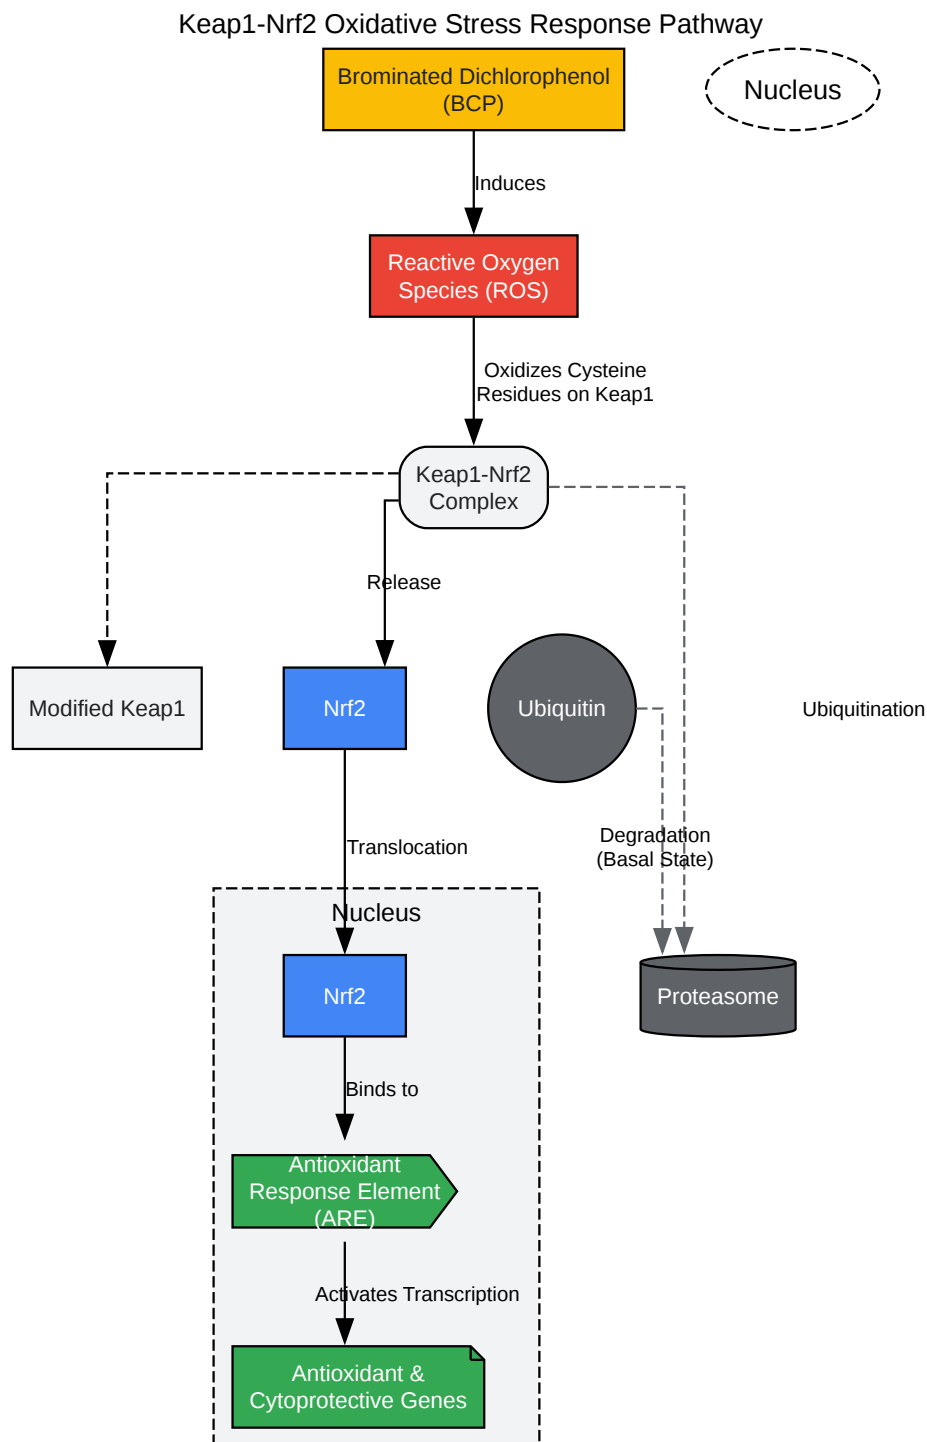 Keap1-Nrf2 Oxidative Stress Response Pathway
Brominated Dichlorophenol
(BCP)
Nucleus
Induces
Reactive Oxygen
Species (ROS)
Oxidizes Cysteine
Residues on Keap1
Keap1-Nrf2
Complex
Release
Modified Keap1
Nrf2
Ubiquitin
Ubiquitination
Translocation
Degradation
(Basal State)
Nucleus
Nrf2
Proteasome
Binds to
Antioxidant
Response Element
(ARE)
Activates Transcription
Antioxidant &
Cytoprotective Genes